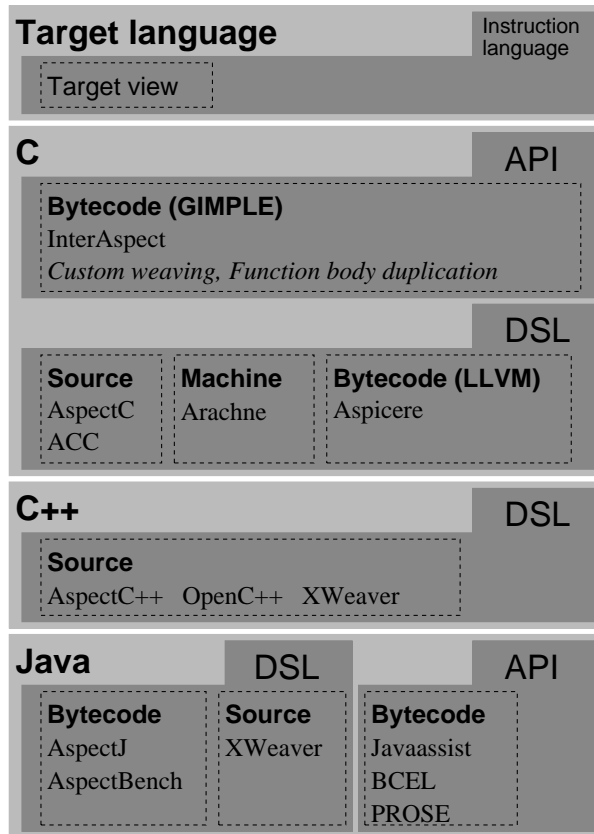 Target language
Instruction
language
Target view
C
API
Bytecode (GIMPLE)
InterAspect
Custom weaving, Function body duplication
DSL
Source
AspectC
ACC
Machine
Arachne
Bytecode (LLVM)
Aspicere
C++
DSL
Source
AspectC++ OpenC++ XWeaver
Java
DSL
API
Bytecode
AspectJ
AspectBench
Source
XWeaver
Bytecode
Javaassist
BCEL
PROSE